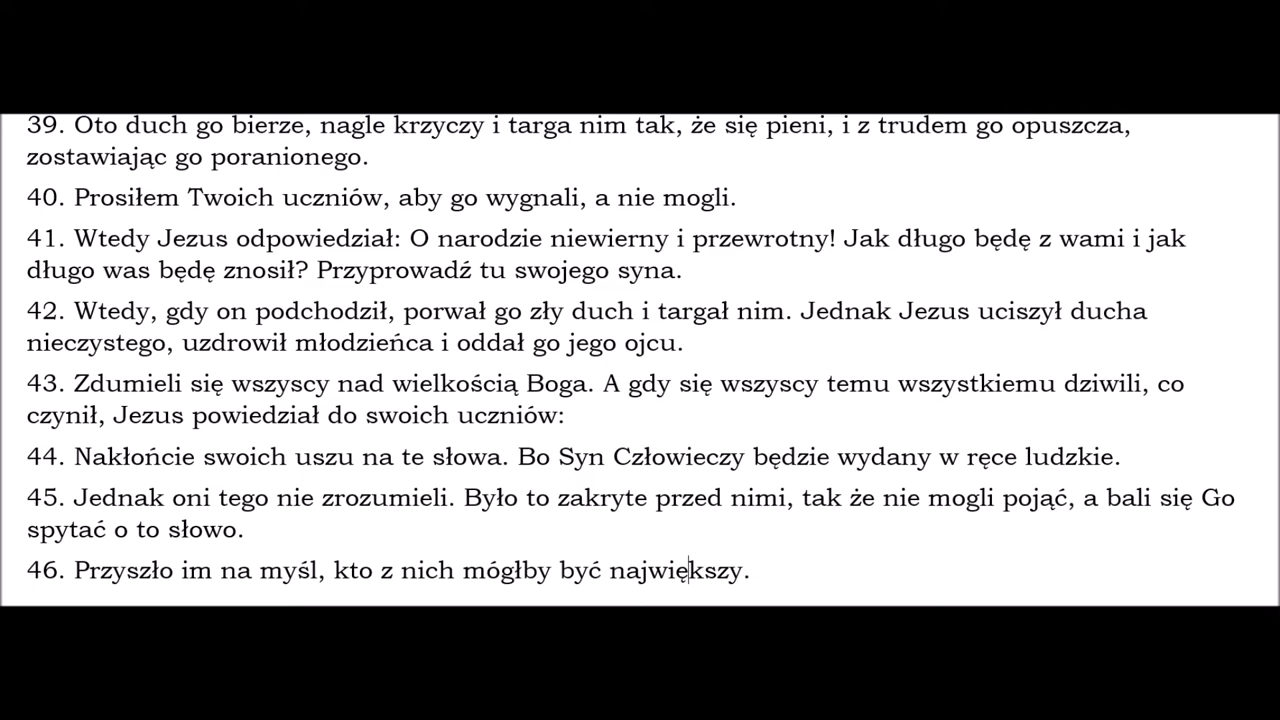 39. Oto duch go bierze, nagle krzyczy i targa nim tak, że się pieni, i z trudem go opuszcza,
zostawiając go poranionego.
40. Prosiłem Twoich uczniów, aby go wygnali, a nie mogli.
41. Wtedy Jezus odpowiedział: O narodzie niewierny i przewrotny! Jak długo będę z wami i jak
długo was będę znosił? Przyprowadź tu swojego syna.
42. Wtedy, gdy on podchodził, porwał go zły duch i targał nim. Jednak Jezus uciszył ducha
nieczystego, uzdrowił młodzieńca i oddał go jego ojcu.
43. Zdumieli się wszyscy nad wielkością Boga. A gdy się wszyscy temu wszystkiemu dziwili, co
czynił, Jezus powiedział do swoich uczniów:
44. Nakłońcie swoich uszu na te słowa. Bo Syn Człowieczy będzie wydany w ręce ludzkie.
45. Jednak oni tego nie zrozumieli. Było to zakryte przed nimi, tak że nie mogli pojąć, a bali się Go
spytać o to słowo.
46. Przyszło im na myśl, kto z nich mógłby być największy.